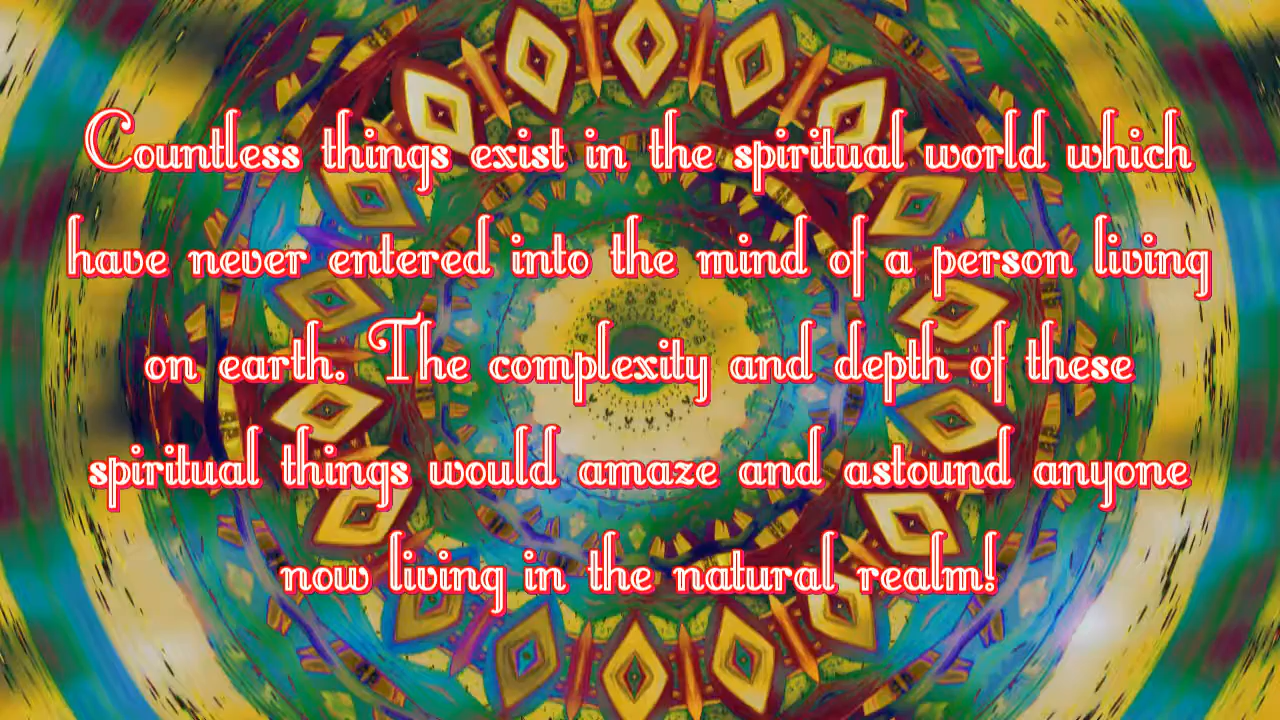 Countless things exist in the spiritual world which
have never entered into the mind of a person living
on earth. The complexity and depth of these
spiritual things would amaze and astound anyone
now living in the natural realm!